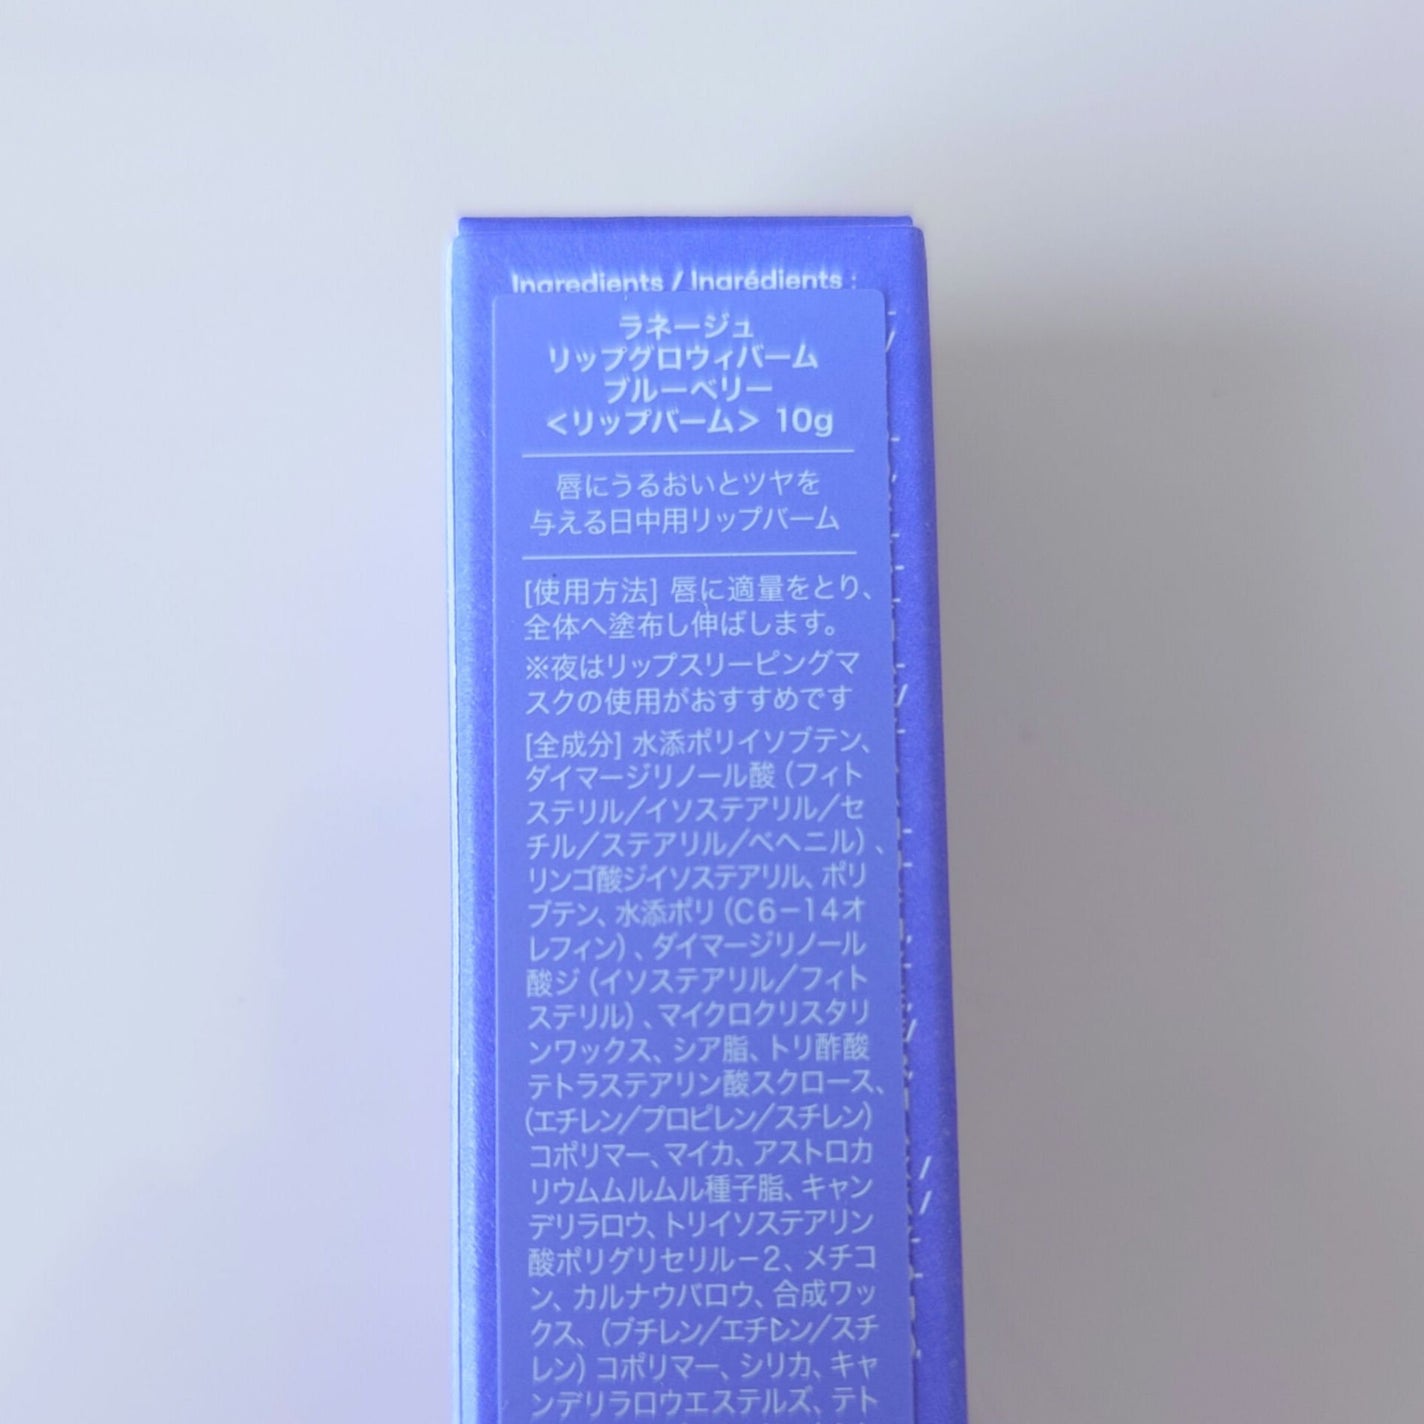 Ingredients / Ingrédients :
ラネージュ
リップグロウィバーム
ブルーベリー
<リップバーム> 10g
唇にうるおいとツヤを
与える日中用リップバーム
[使用方法] 唇に適量をとり、
全体へ塗布し伸ばします。
※夜はリップスリーピングマ
スクの使用がおすすめです
[全成分] 水添ポリイソブテン、
ダイマージリノール酸（フィト
ステリル／イソステアリル／セ
チル／ステアリル／ベヘニル）、
リンゴ酸ジイソステアリル、ポリ
ブテン、水添ポリ（C6－14オ
レフィン）、ダイマージリノール
酸ジ（イソステアリル／フィト
ステリル）、マイクロクリスタリ
ンワックス、シア脂、トリ酢酸
テトラステアリン酸スクロース、
（エチレン／プロピレン／スチレン）
コポリマー、マイカ、アストロカ
リウムムルムル種子脂、キャン
デリラロウ、トリイソステアリン
酸ポリグリセリル－2、メチコ
ン、カルナウバロウ、合成ワッ
クス、（ブチレン／エチレン／スチ
レン）コポリマー、シリカ、キャ
ンデリラロウエステルズ、テト